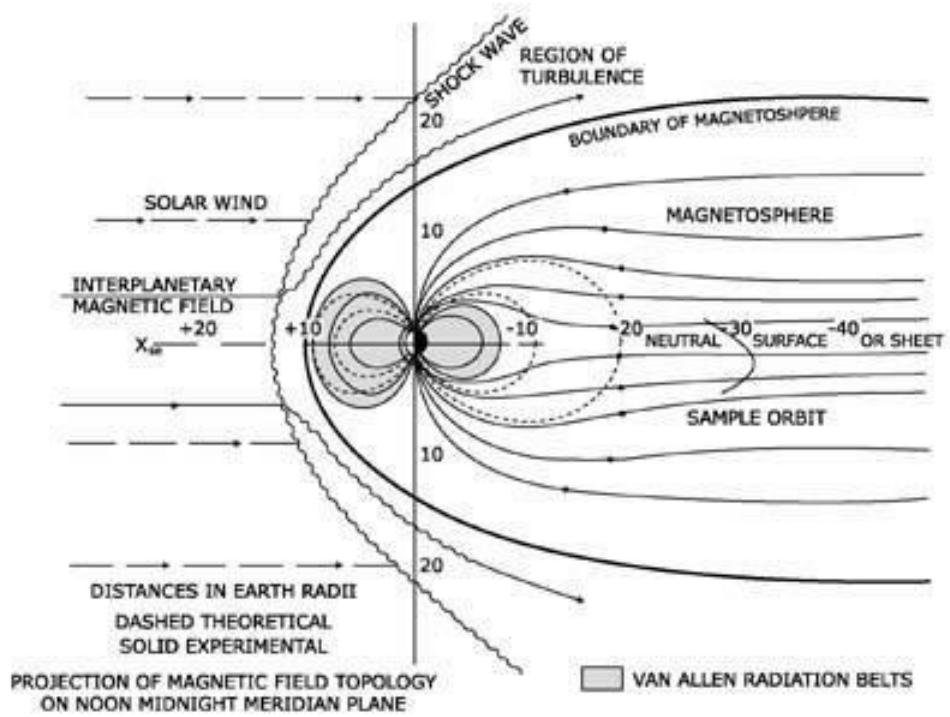 SHOCK WAVE
REGION OF
TURBULENCE
20
BOUNDARY OF MAGNETOSHPERE
SOLAR WIND
10
MAGNETOSPHERE
INTERPLANETARY
MAGNETIC FIELD
+20
+10
-10
-20
-30
-40
X
NEUTRAL SURFACE OR SHEET
SAMPLE ORBIT
10
20
DISTANCES IN EARTH RADII
DASHED THEORETICAL
SOLID EXPERIMENTAL
PROJECTION OF MAGNETIC FIELD TOPOLOGY
ON NOON MIDNIGHT MERIDIAN PLANE
VAN ALLEN RADIATION BELTS